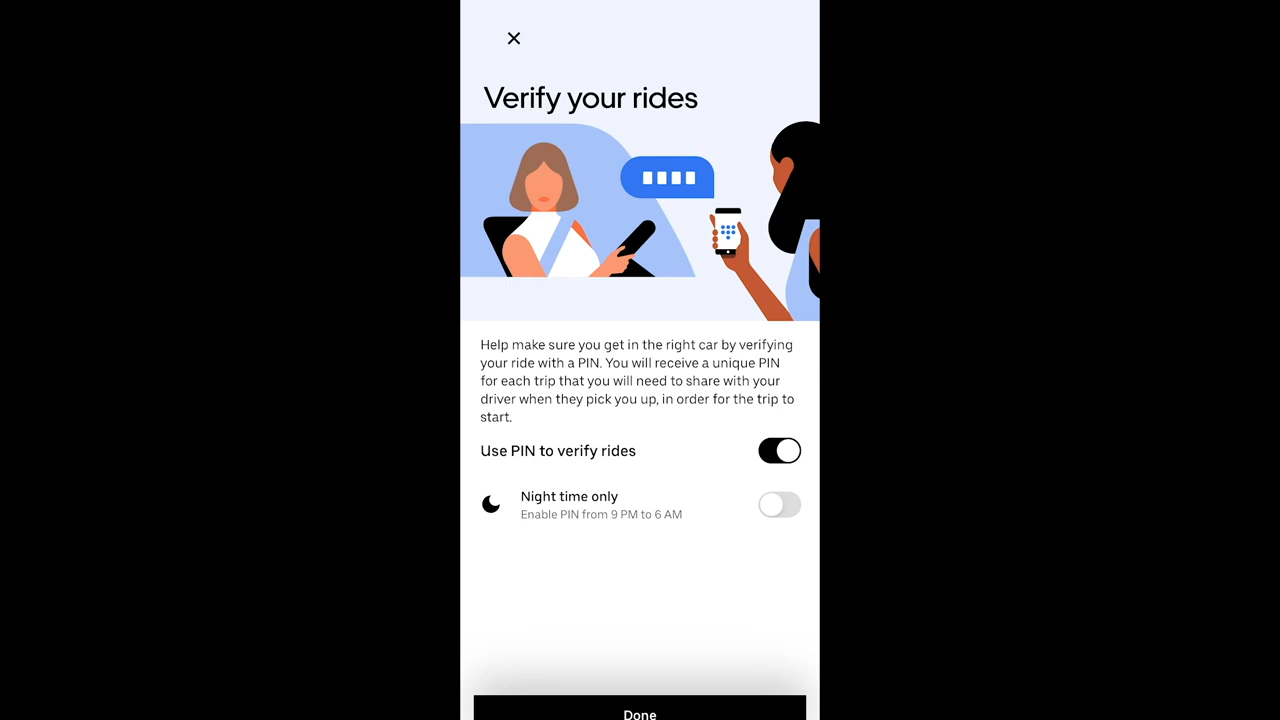 Verify your rides
Help make sure you get in the right car by verifying
your ride with a PIN. You will receive a unique PIN
for each trip that you will need to share with your
driver when they pick you up, in order for the trip to
start.
Use PIN to verify rides
Night time only
Enable PIN from 9 PM to 6 AM
Done